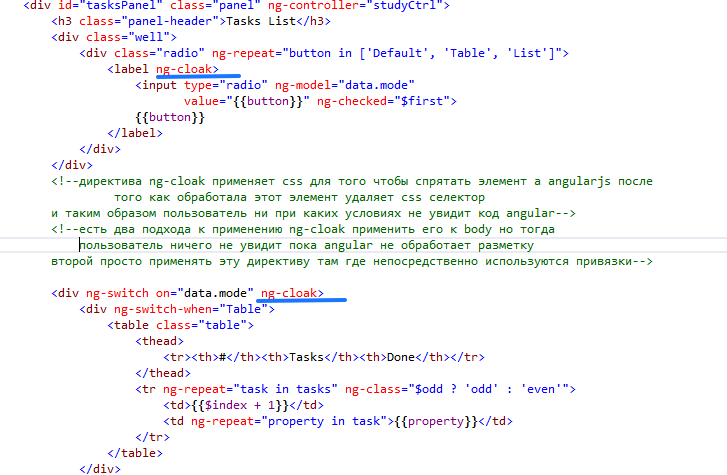 <div id="tasksPanel" class="panel" ng-controller="studyCtrl">
<h3 class="panel-header">Tasks List</h3>
<div class="well">
<div class="radio" ng-repeat="button in ['Default', 'Table', 'List']">
<label ng-cloak>
<input type="radio" ng-model="data.mode"
value="{{button}}" ng-checked="$first">
{{button}}
</label>
</div>
</div>
<!--директива ng-cloak применяет css для того чтобы спрятать элемент а angularjs после
того как обработала этот элемент удаляет css селектор
и таким образом пользователь ни при каких условиях не увидит код angular-->
<!--есть два подхода к применению ng-cloak применить его к body но тогда
пользователь ничего не увидит пока angular не обработает разметку
второй просто применять эту директиву там где непосредственно используются привязки-->
<div ng-switch on="data.mode" ng-cloak>
<div ng-switch-when="Table">
<table class="table">
<thead>
<tr><th>#</th><th>Tasks</th><th>Done</th></tr>
</thead>
<tr ng-repeat="task in tasks" ng-class="$odd ? 'odd' : 'even'">
<td>{{$index + 1}}</td>
<td ng-repeat="property in task">{{property}}</td>
</tr>
</table>
</div>